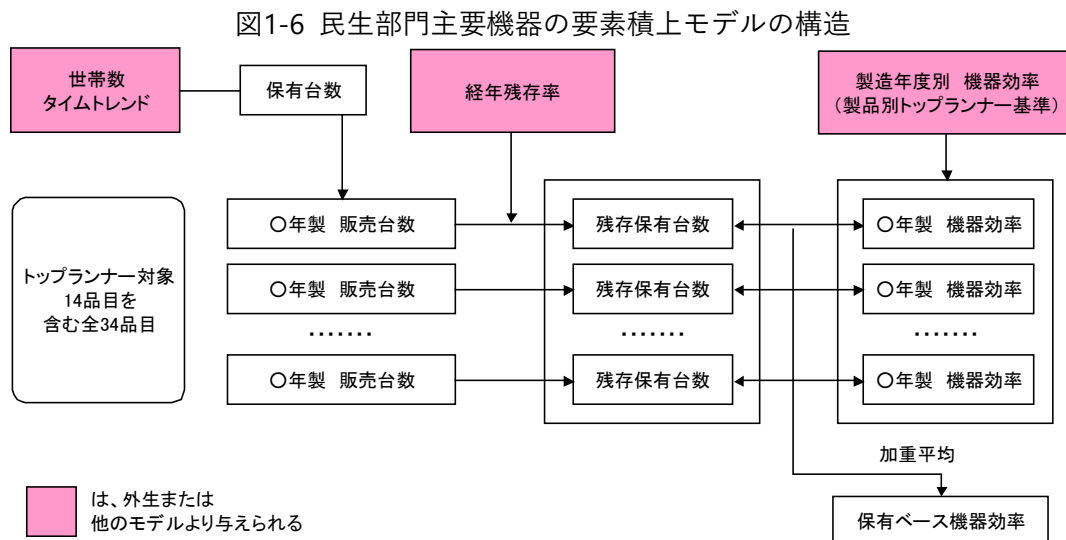 図1-6 民生部門主要機器の要素積上モデルの構造
世帯数
タイムトレンド
保有台数
経年残存率
製造年度別 機器効率
(製品別トップランナー基準)
トップランナー対象
14品目を
含む全34品目
〇年製 販売台数
残存保有台数
〇年製 機器効率
〇年製 販売台数
残存保有台数
〇年製 機器効率
・・・・・・・
・・・・・・・
・・・・・・・
〇年製 販売台数
残存保有台数
〇年製 機器効率
加重平均
は、外生または
他のモデルより与えられる
保有ベース機器効率